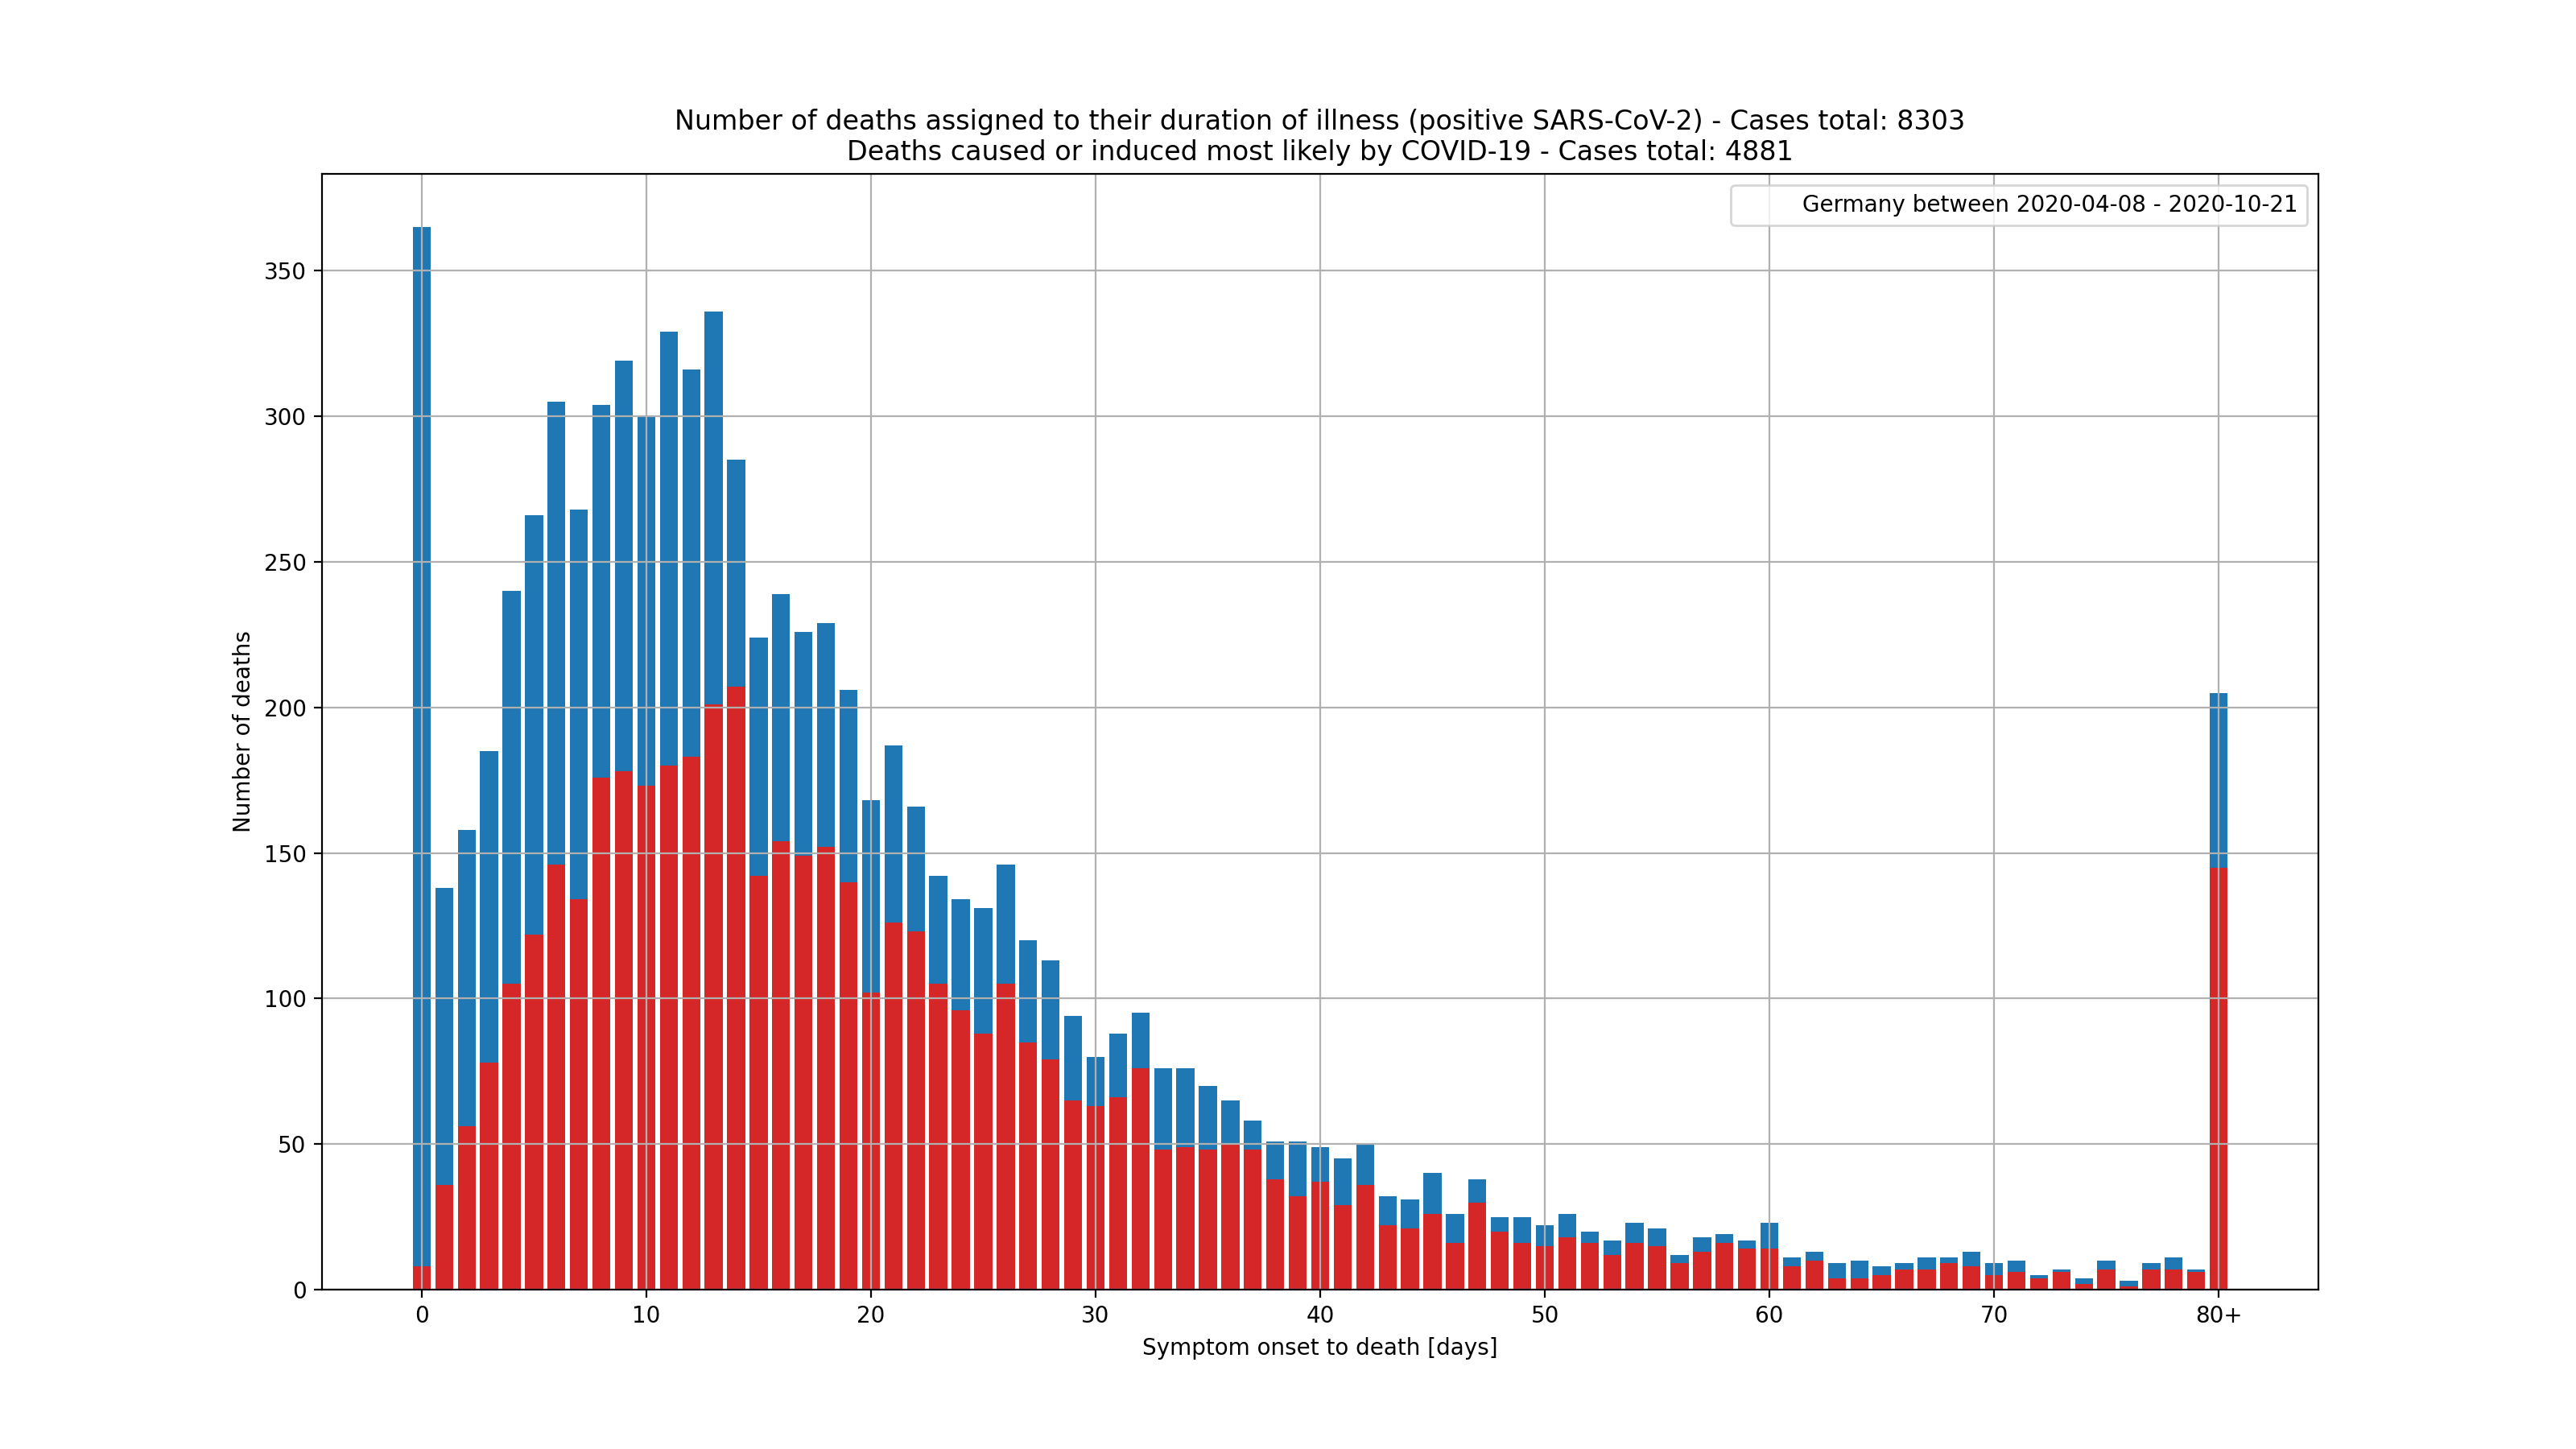 Number of deaths assigned to their duration of illness (positive SARS-CoV-2) - Cases total: 8303
Deaths caused or induced most likely by COVID-19 - Cases total: 4881
Germany between 2020-04-08 - 2020-10-21
350
300
250
200
150
100
50
0
Number of deaths
0 10 20 30 40 50 60 70 80+
Symptom onset to death [days]